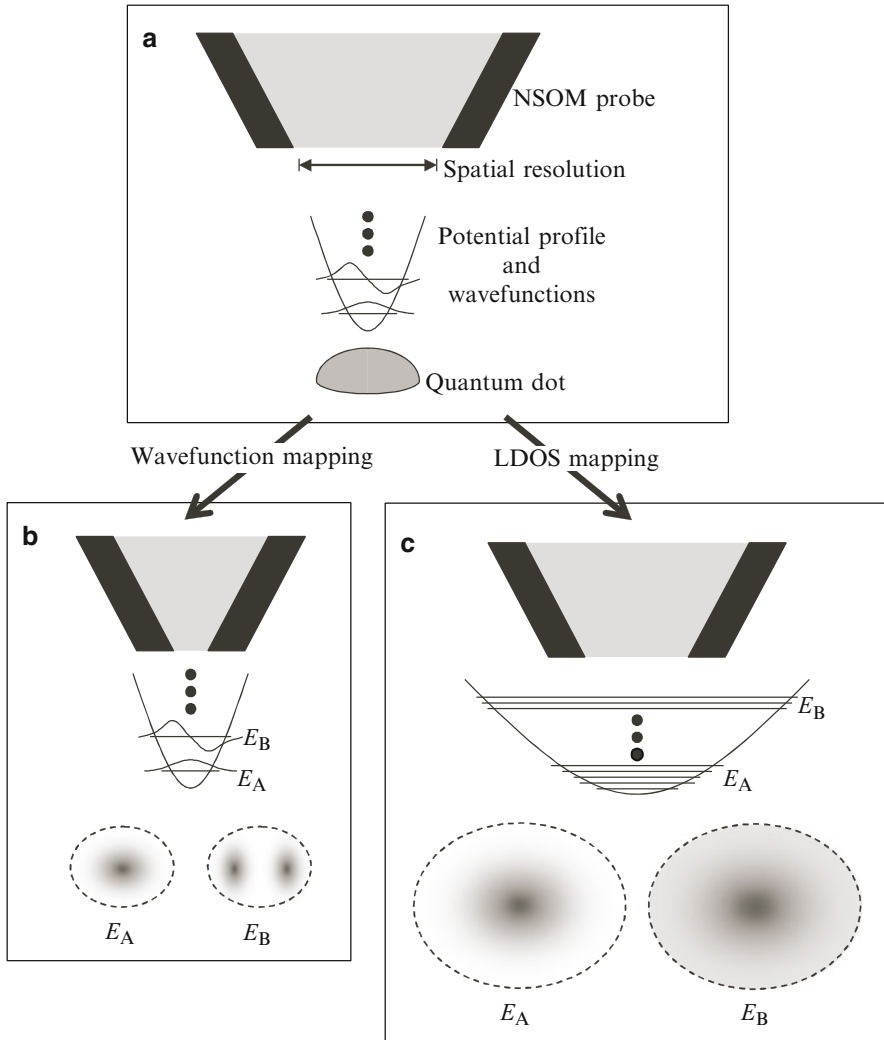 a
NSOM probe
Spatial resolution
Potential profile
and
wavefunctions
Quantum dot
Wavefunction mapping
LDOS mapping
b
E_B
E_A
E_A
E_B
c
E_B
E_A
E_A
E_B